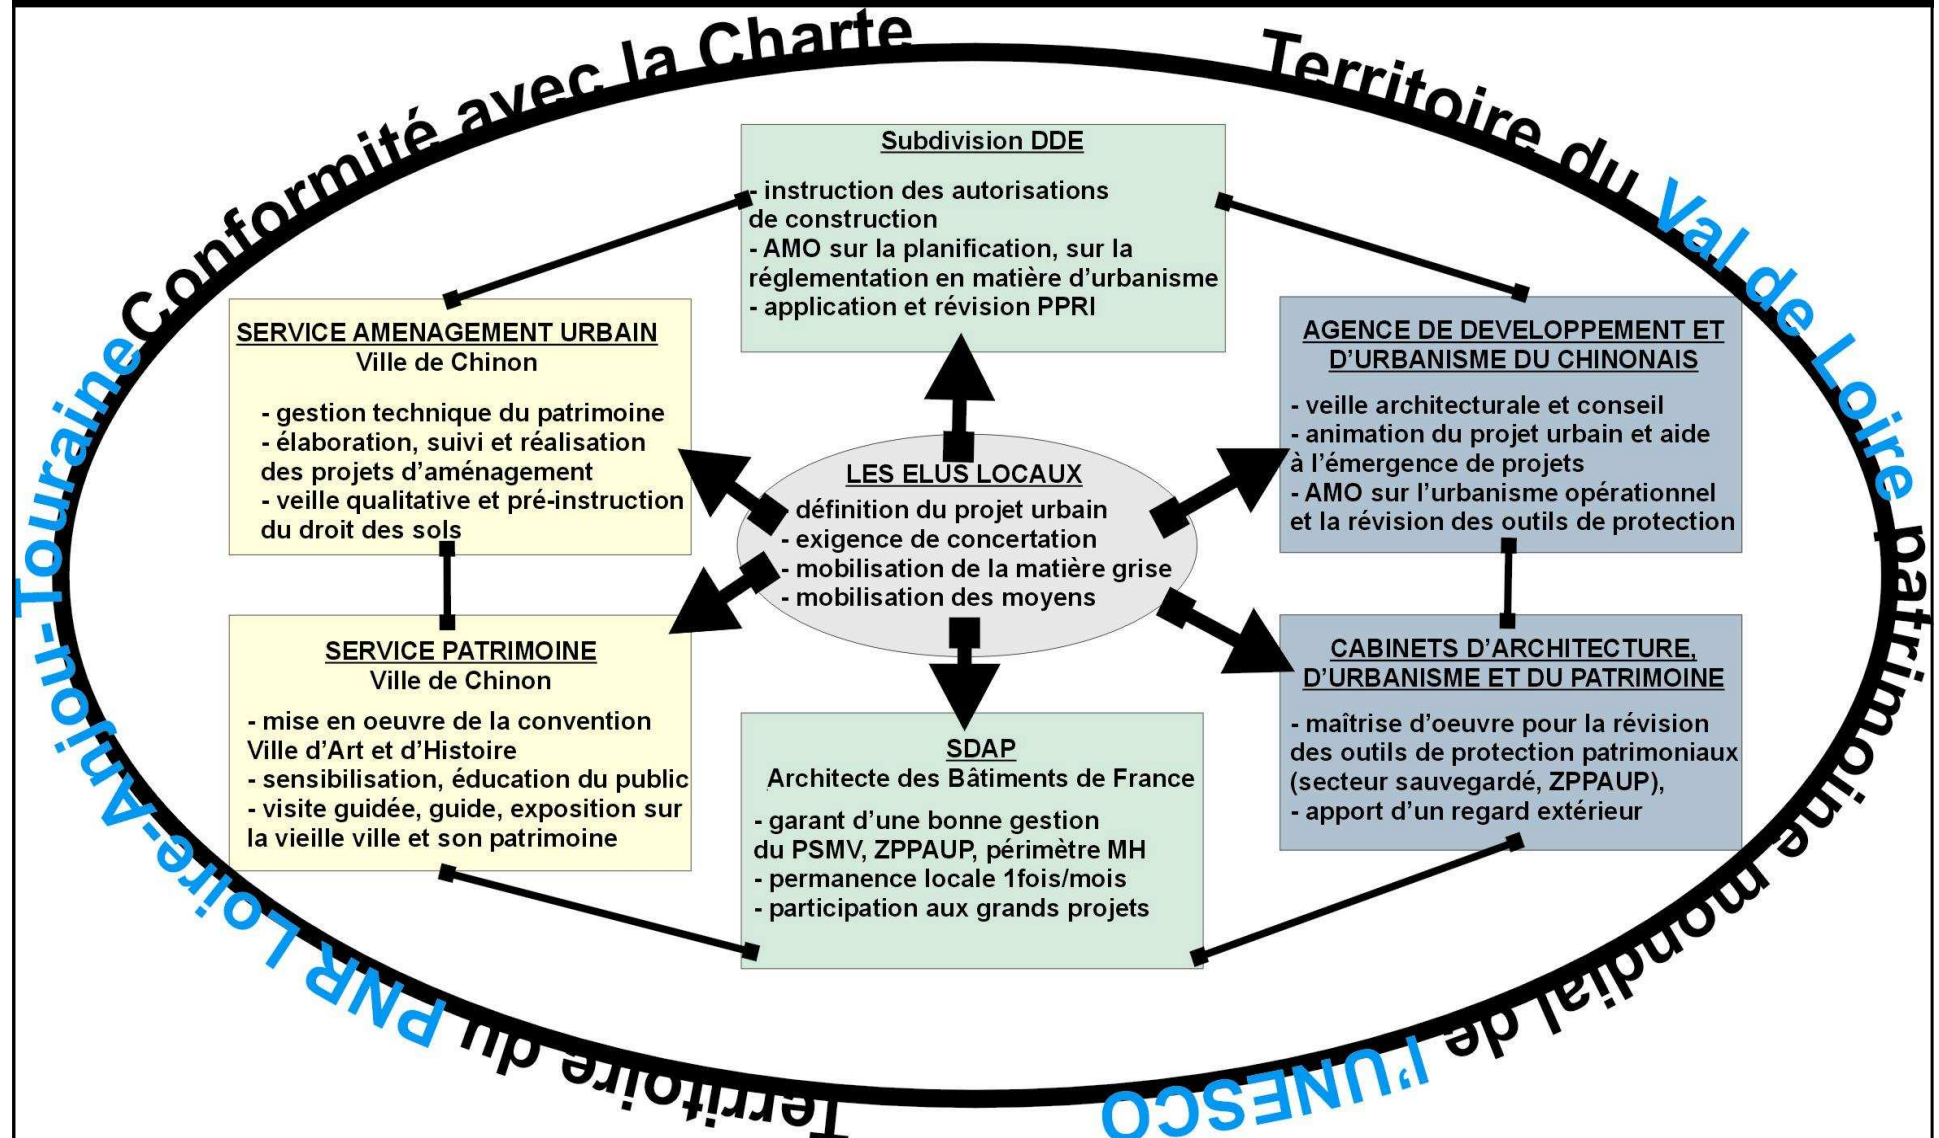 Conformité avec la Charte
Territoire du Val de Loire patrimoine mondial de l'UNESCO
Territoire du PNR Loire-Anjou-Touraine
Subdivision DDE
- instruction des autorisations
de construction
- AMO sur la planification, sur la
réglementation en matière d'urbanisme
- application et révision PPRI
SERVICE AMENAGEMENT URBAIN
Ville de Chinon
- gestion technique du patrimoine
- élaboration, suivi et réalisation
des projets d'aménagement
- veille qualitative et pré-instruction
du droit des sols
AGENCE DE DEVELOPPEMENT ET
D'URBANISME DU CHINONAIS
- veille architecturale et conseil
- animation du projet urbain et aide
à l'émergence de projets
- AMO sur l'urbanisme opérationnel
et la révision des outils de protection
LES ELUS LOCAUX
- définition du projet urbain
- exigence de concertation
- mobilisation de la matière grise
- mobilisation des moyens
SERVICE PATRIMOINE
Ville de Chinon
- mise en oeuvre de la convention
Ville d'Art et d'Histoire
- sensibilisation, éducation du public
- visite guidée, guide, exposition sur
la vieille ville et son patrimoine
SDAP
Architecte des Bâtiments de France
- garant d'une bonne gestion
du PSMV, ZPPAUP, périmètre MH
- permanence locale 1fois/mois
- participation aux grands projets
CABINETS D'ARCHITECTURE,
D'URBANISME ET DU PATRIMOINE
- maîtrise d'oeuvre pour la révision
des outils de protection patrimoniaux
(secteur sauvegardé, ZPPAUP),
- apport d'un regard extérieur